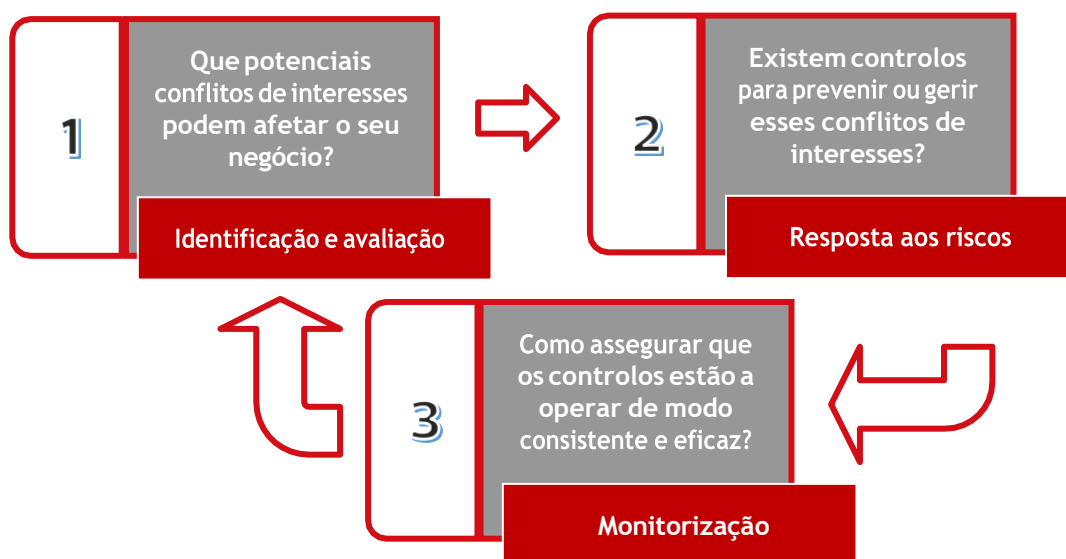 1
Que potenciais
conflitos de interesses
podem afetar o seu
negócio?
Identificação e avaliação
2
Existem controlos
para prevenir ou gerir
esses conflitos de
interesses?
Resposta aos riscos
3
Como assegurar que
os controlos estão a
operar de modo
consistente e eficaz?
Monitorização